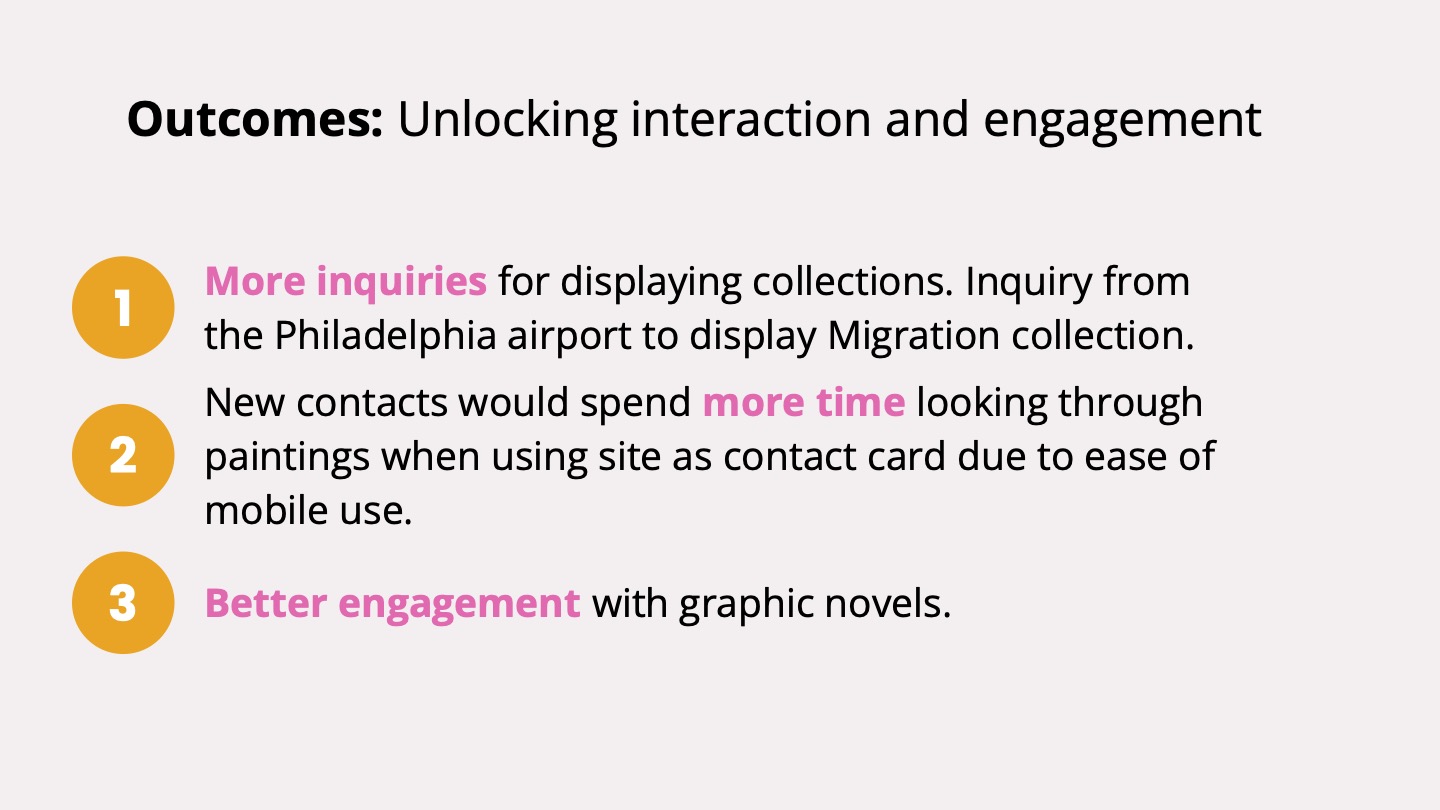 Outcomes: Unlocking interaction and engagement
1
More inquiries for displaying collections. Inquiry from
the Philadelphia airport to display Migration collection.
2
New contacts would spend more time looking through
paintings when using site as contact card due to ease of
mobile use.
3
Better engagement with graphic novels.